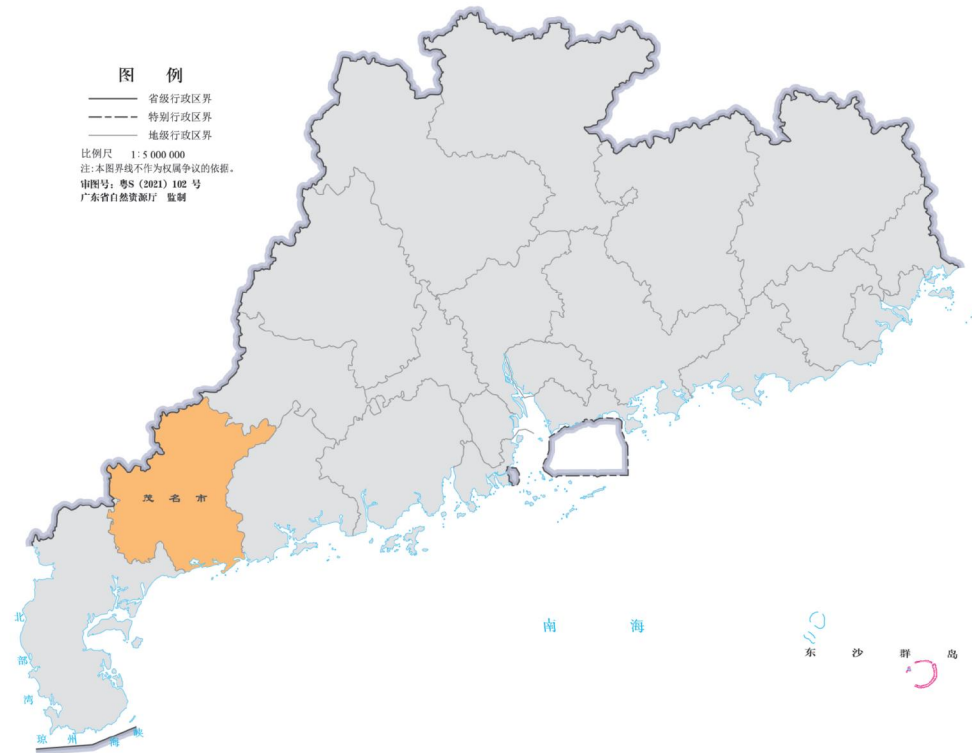 图 例
省级行政区界
特别行政区界
地级行政区界
比例尺 1:5 000 000
注:本图界线不作为权属争议的依据。
审图号：粤S（2021）102 号
广东省自然资源厅 监制
茂 名 市
北部湾
南 海
东 沙 群 岛
琼 州 海 峡